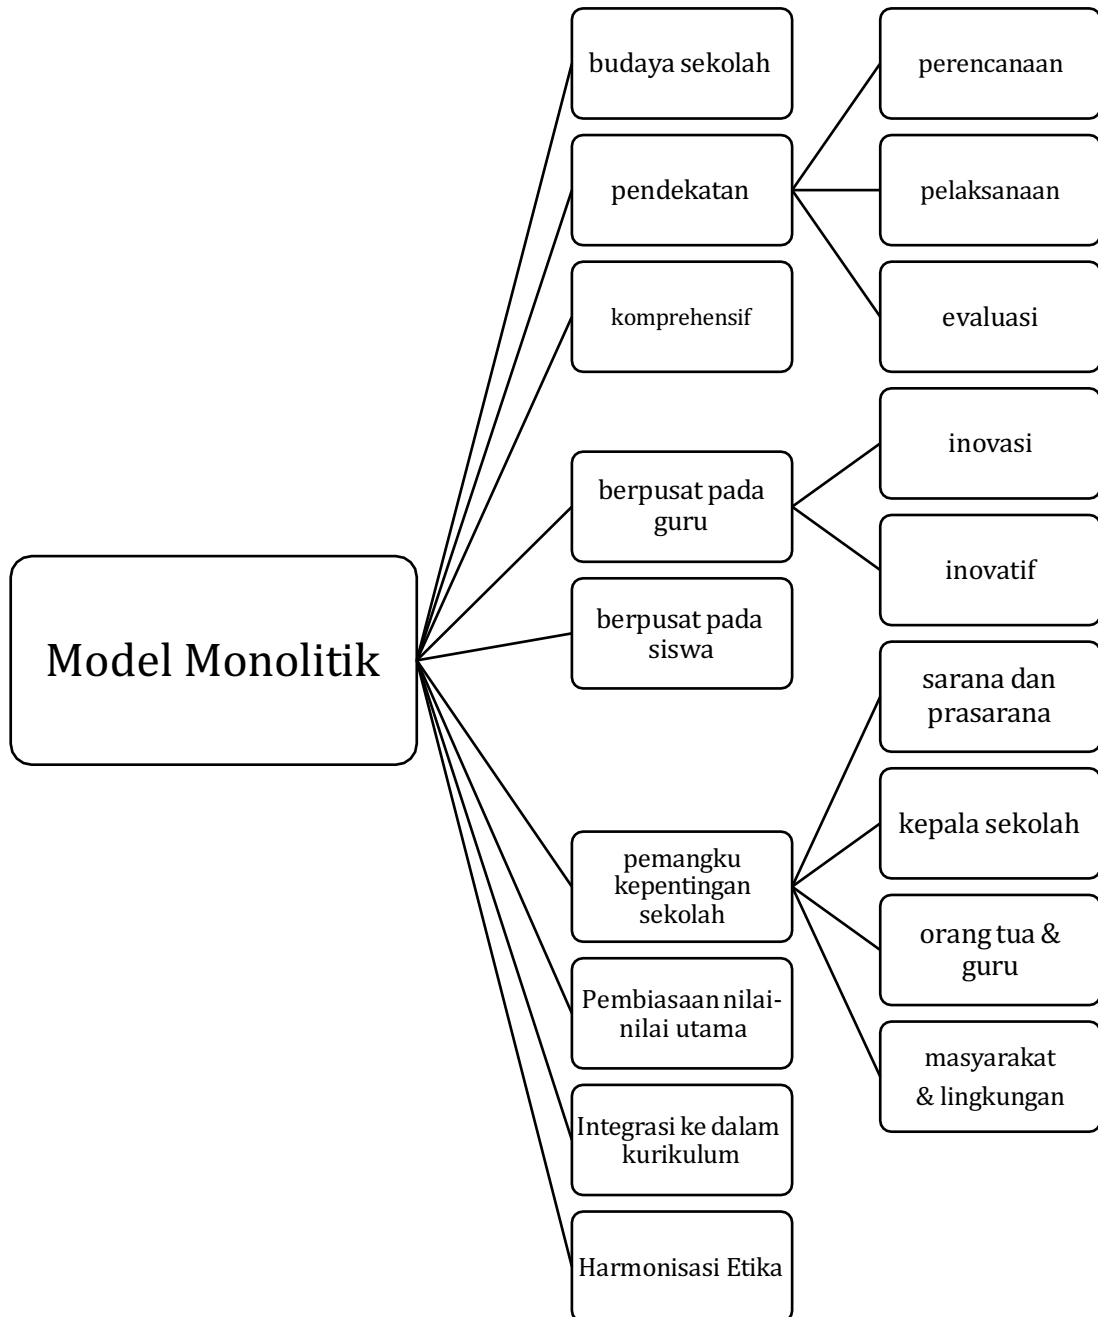 Model Monolitik
budaya sekolah
pendekatan
komprehensif
berpusat pada
guru
berpusat pada
siswa
pemangku
kepentingan
sekolah
Pembiasaan nilai-
nilai utama
Integrasi ke dalam
kurikulum
Harmonisasi Etika
perencanaan
pelaksanaan
evaluasi
inovasi
inovatif
sarana dan
prasarana
kepala sekolah
orang tua &
guru
masyarakat
& lingkungan